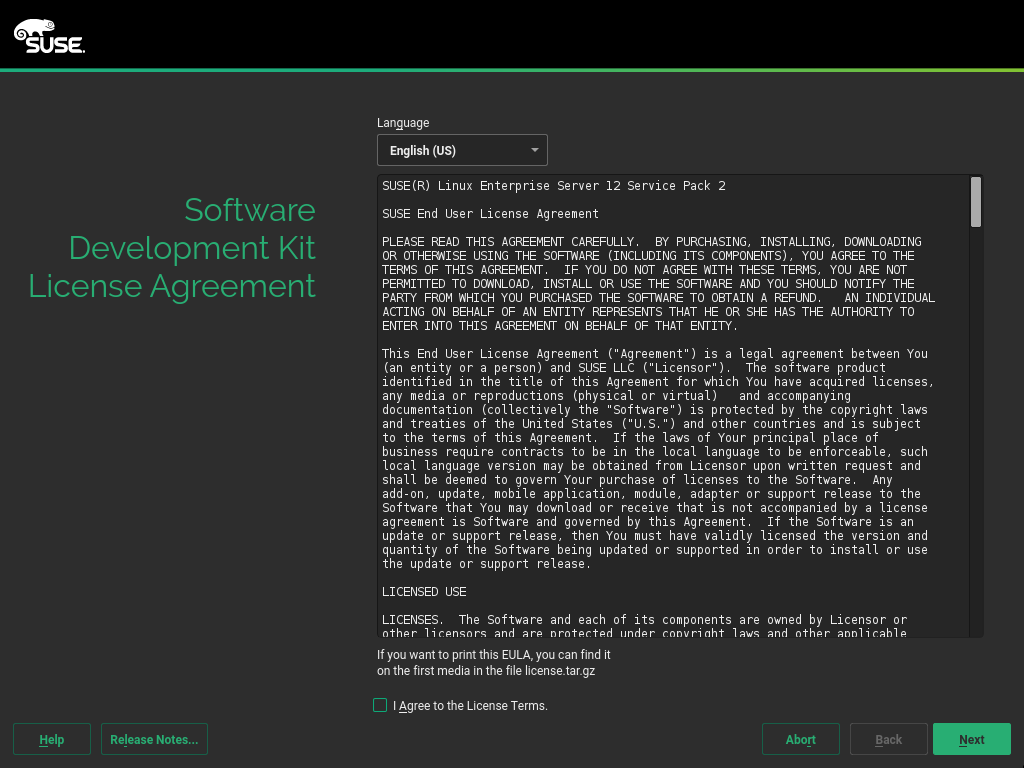 SUSE.
Language
English (US)
Software
Development Kit
License Agreement
SUSE(R) Linux Enterprise Server 12 Service Pack 2
SUSE End User License Agreement
PLEASE READ THIS AGREEMENT CAREFULLY.  BY PURCHASING, INSTALLING, DOWNLOADING
OR OTHERWISE USING THE SOFTWARE (INCLUDING ITS COMPONENTS), YOU AGREE TO THE
TERMS OF THIS AGREEMENT.  IF YOU DO NOT AGREE WITH THESE TERMS, YOU ARE NOT
PERMITTED TO DOWNLOAD, INSTALL OR USE THE SOFTWARE AND YOU SHOULD NOTIFY THE
PARTY FROM WHICH YOU PURCHASED THE SOFTWARE TO OBTAIN A REFUND.   AN INDIVIDUAL
ACTING ON BEHALF OF AN ENTITY REPRESENTS THAT HE OR SHE HAS THE AUTHORITY TO
ENTER INTO THIS AGREEMENT ON BEHALF OF THAT ENTITY.
This End User License Agreement ("Agreement") is a legal agreement between You
(an entity or a person) and SUSE LLC ("Licensor").  The software product
identified in the title of this Agreement for which You have acquired licenses,
any media or reproductions (physical or virtual)   and accompanying
documentation (collectively the "Software") is protected by the copyright laws
and treaties of the United States ("U.S.") and other countries and is subject
to the terms of this Agreement.  If the laws of Your principal place of
business require contracts to be in the local language to be enforceable, such
local language version may be obtained from Licensor upon written request and
shall be deemed to govern Your purchase of licenses to the Software.  Any
add-on, update, mobile application, module, adapter or support release to the
Software that You may download or receive that is not accompanied by a license
agreement is Software and governed by this Agreement.  If the Software is an
update or support release, then You must have validly licensed the version and
quantity of the Software being updated or supported in order to install or use
the update or support release.
LICENSED USE
LICENSES.  The Software and each of its components are owned by Licensor or
other licensors and are protected under copyright laws and other applicable
If you want to print this EULA, you can find it
on the first media in the file license.tar.gz
I Agree to the License Terms.
Help
Release Notes...
Abort
Back
Next